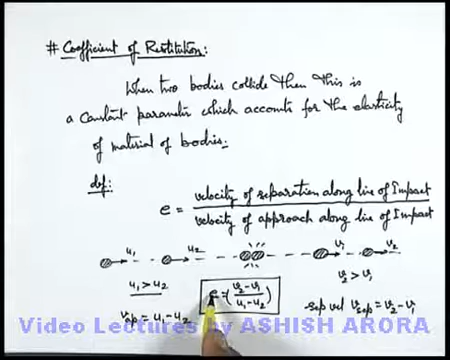 # Coefficient of Restitution:
When two bodies collide then this is
a constant parameter which accounts for the elasticity
of material of bodies.
def:
e = velocity of separation along line of Impact / velocity of approach along line of Impact
u₁ u₂ v₁ v₂
u₁ > u₂ e = (v₂ - v₁ / u₁ - u₂) v₂ > v₁
vap = u₁ - u₂ sep vel vsep = v₂ - v₁
Video Lectures by ASHISH ARORA